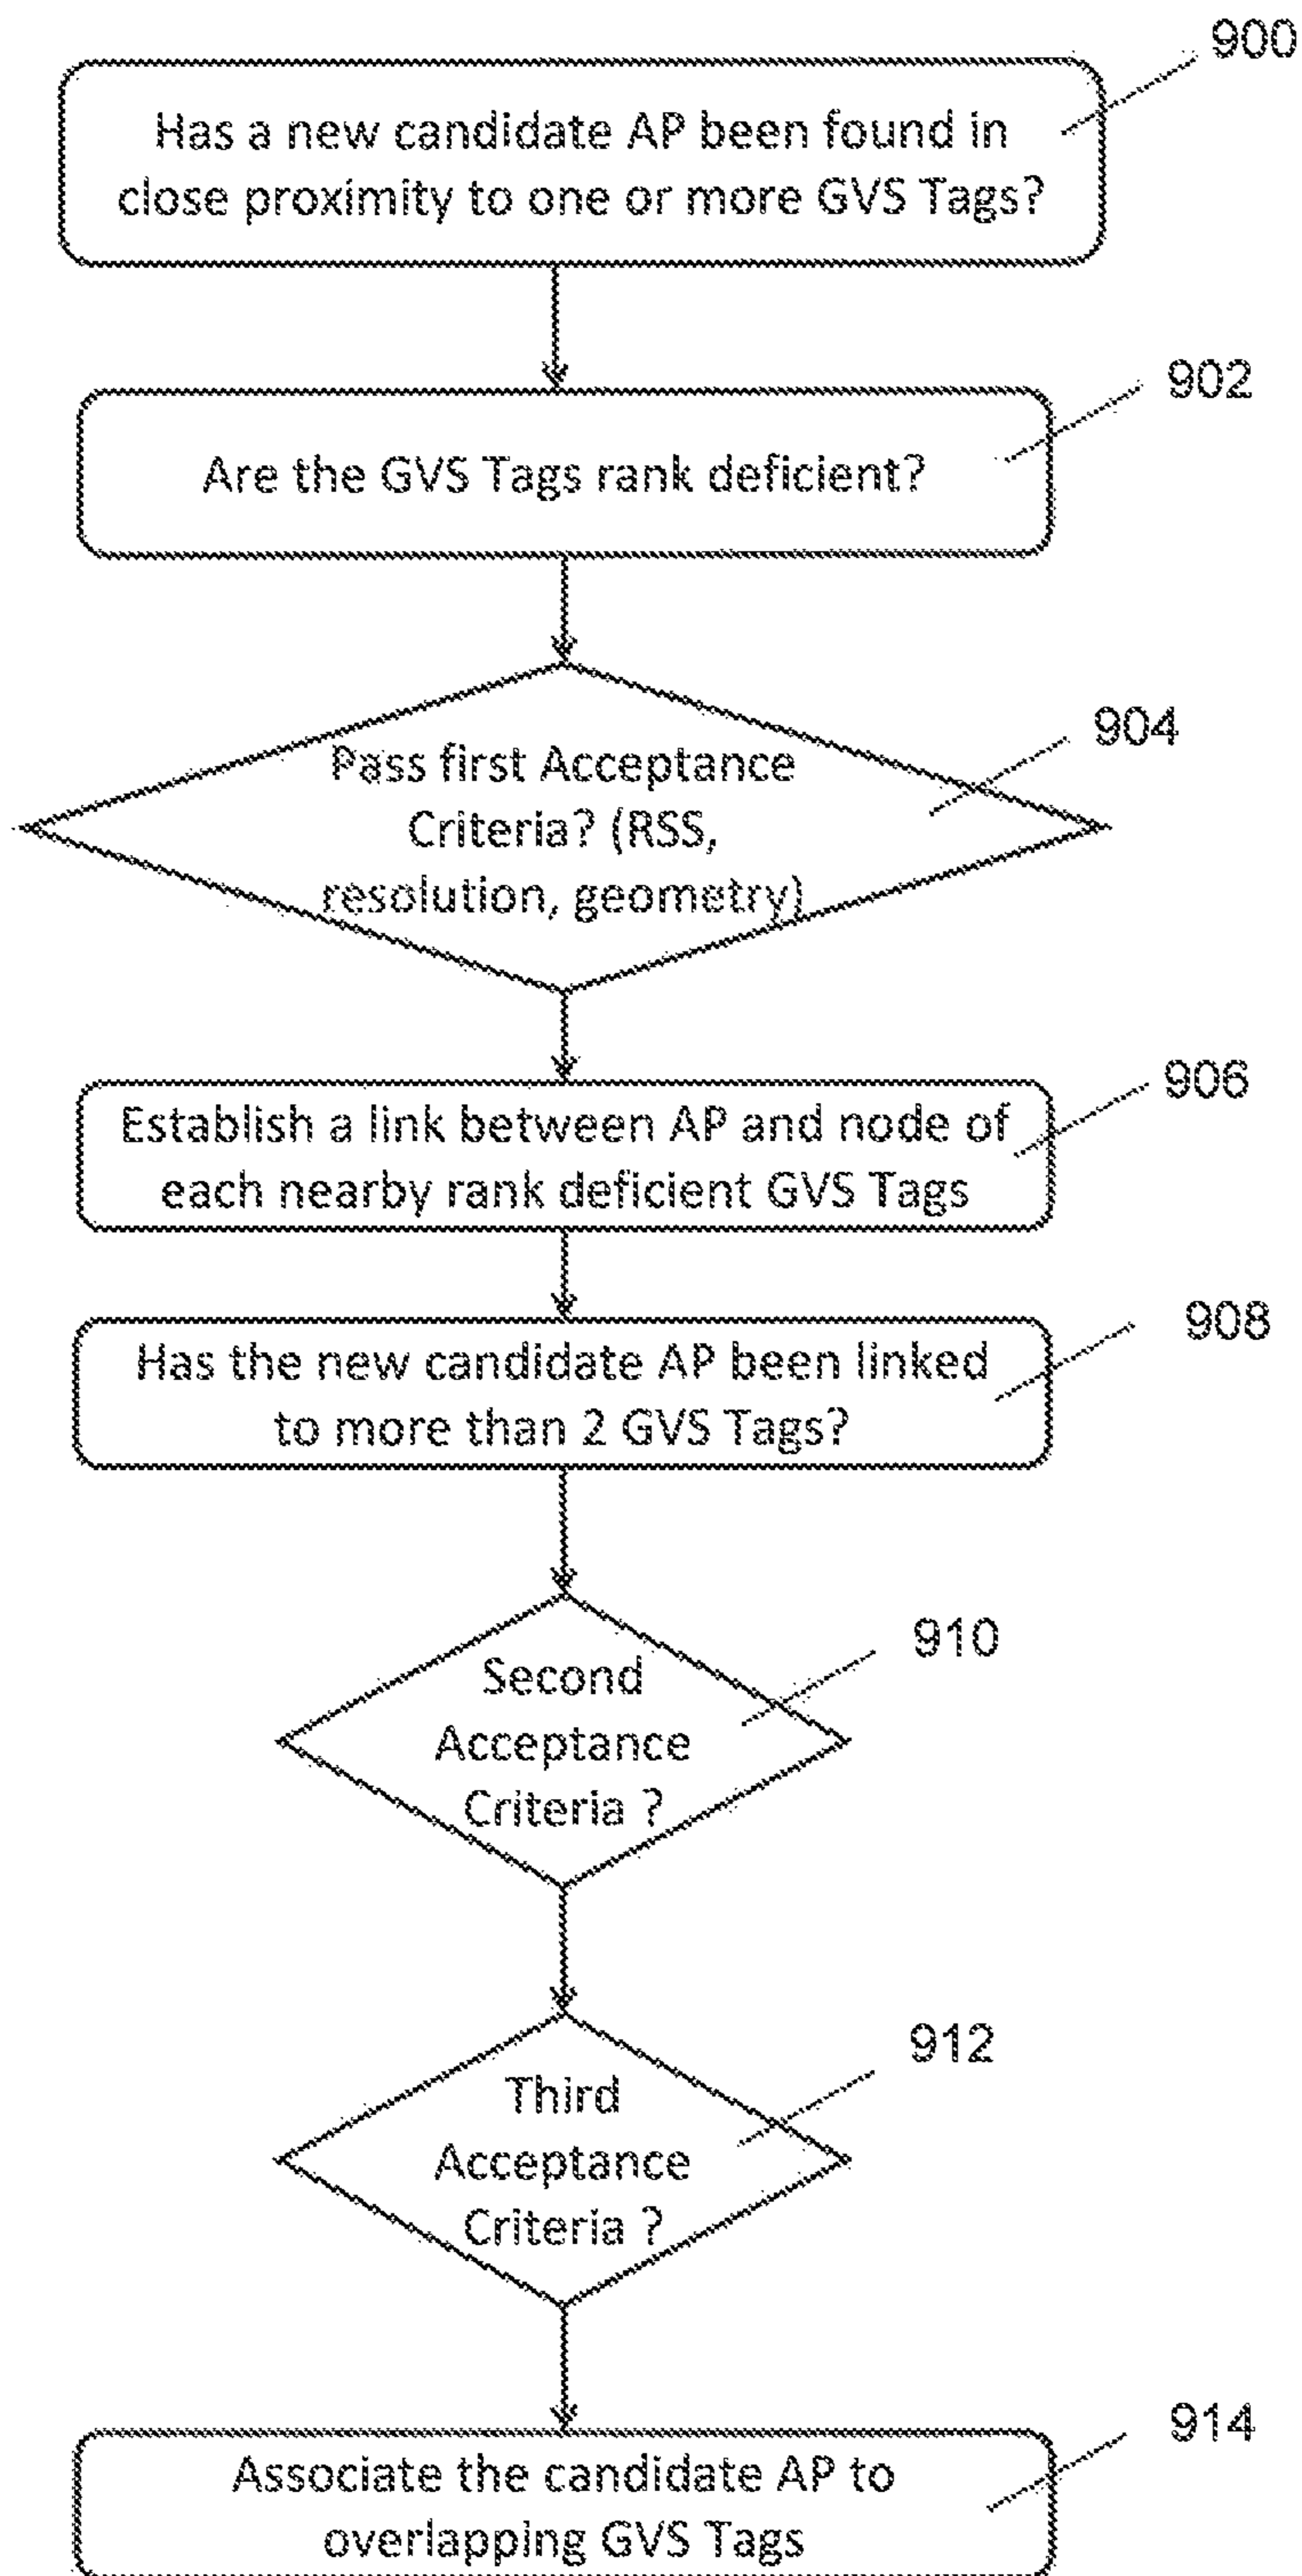 900
Has a new candidate AP been found in
close proximity to one or more GVS Tags?
902
Are the GVS Tags rank deficient?
904
Pass first Acceptance
Criteria? (RSS,
resolution, geometry)
906
Establish a link between AP and node of
each nearby rank deficient GVS Tags
908
Has the new candidate AP been linked
to more than 2 GVS Tags?
910
Second
Acceptance
Criteria ?
912
Third
Acceptance
Criteria ?
914
Associate the candidate AP to
overlapping GVS Tags